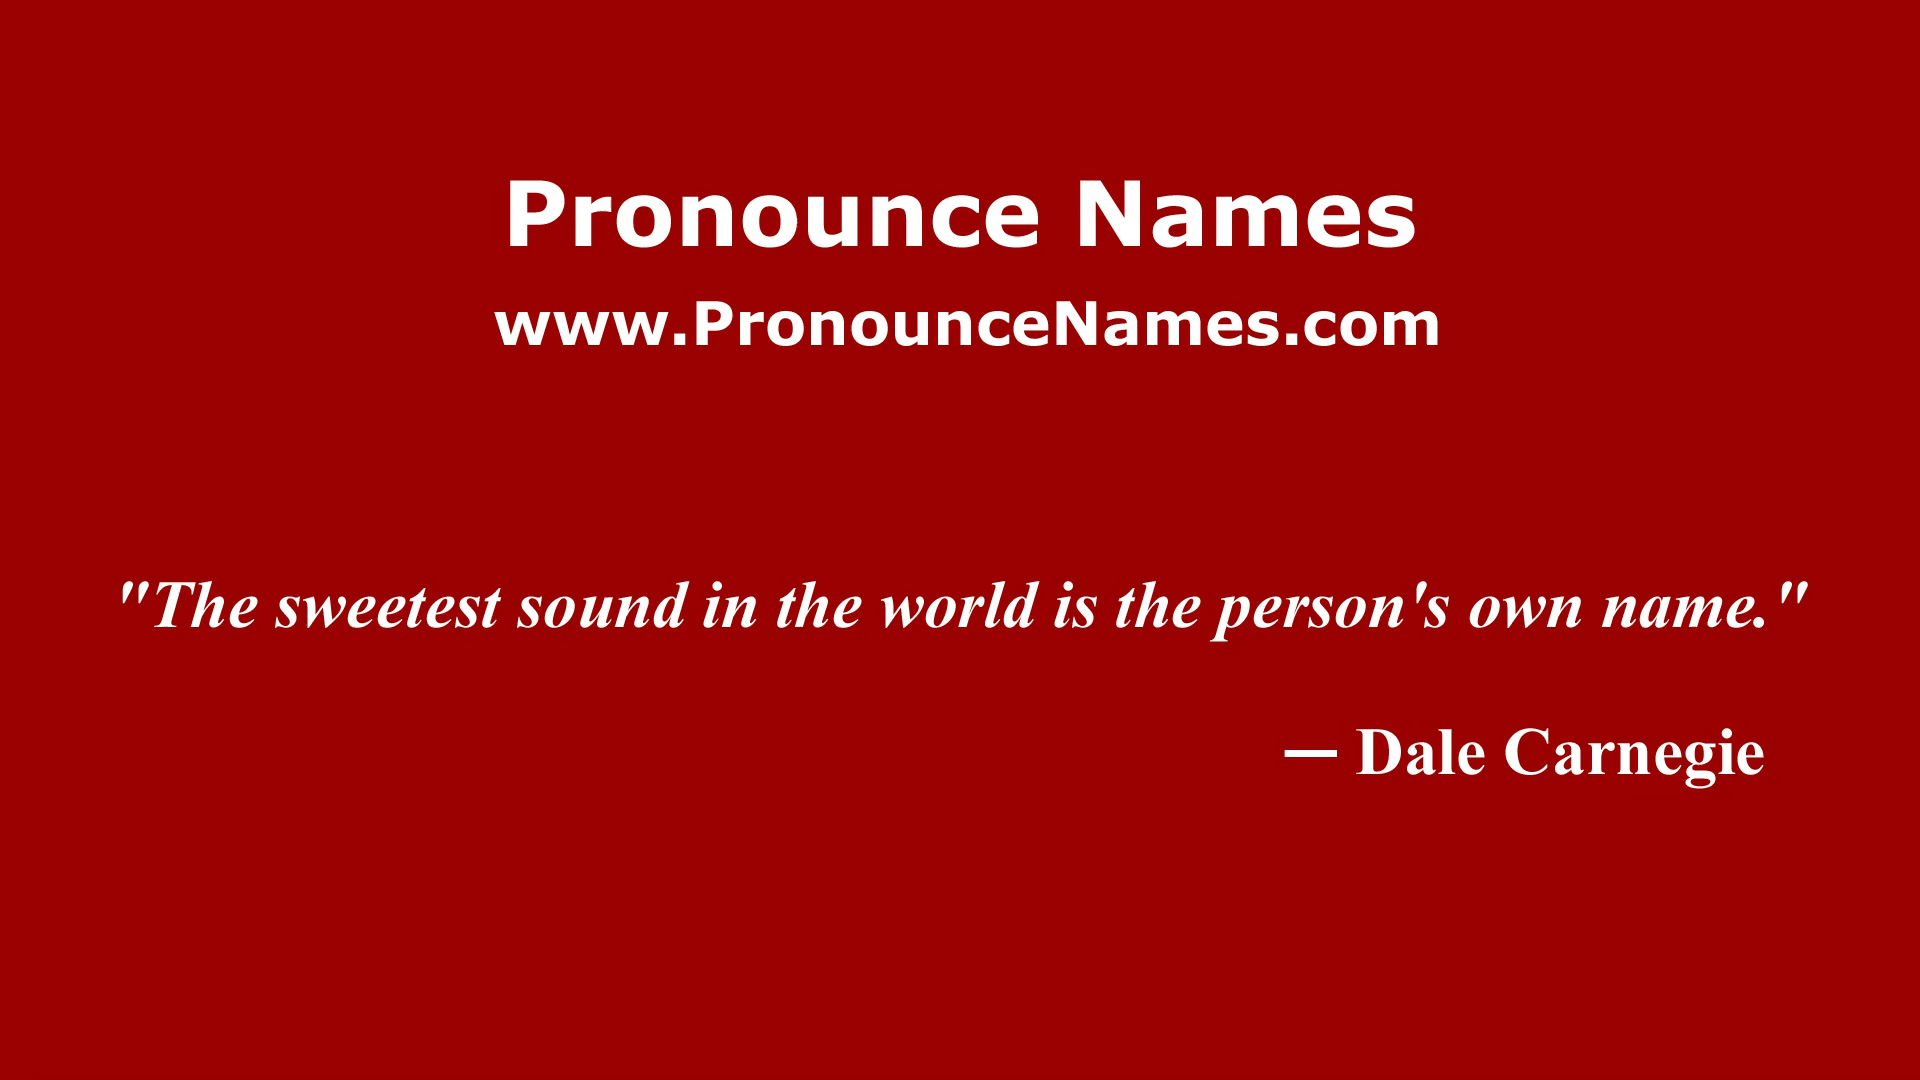 Pronounce Names
www.PronounceNames.com
"The sweetest sound in the world is the person's own name."
— Dale Carnegie